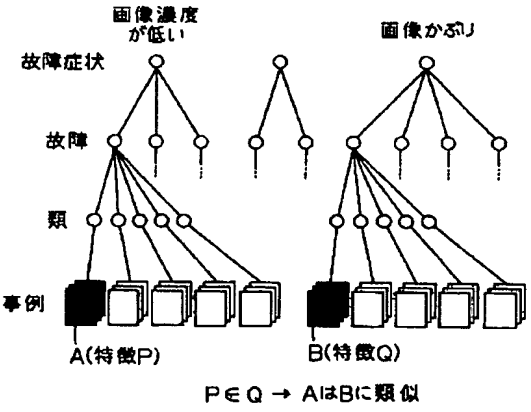 画像濃度
が低い
画像かぶり
故障症状
故障
類
事例
A(特徴P)
B(特徴Q)
P∈Q → AはBに類似